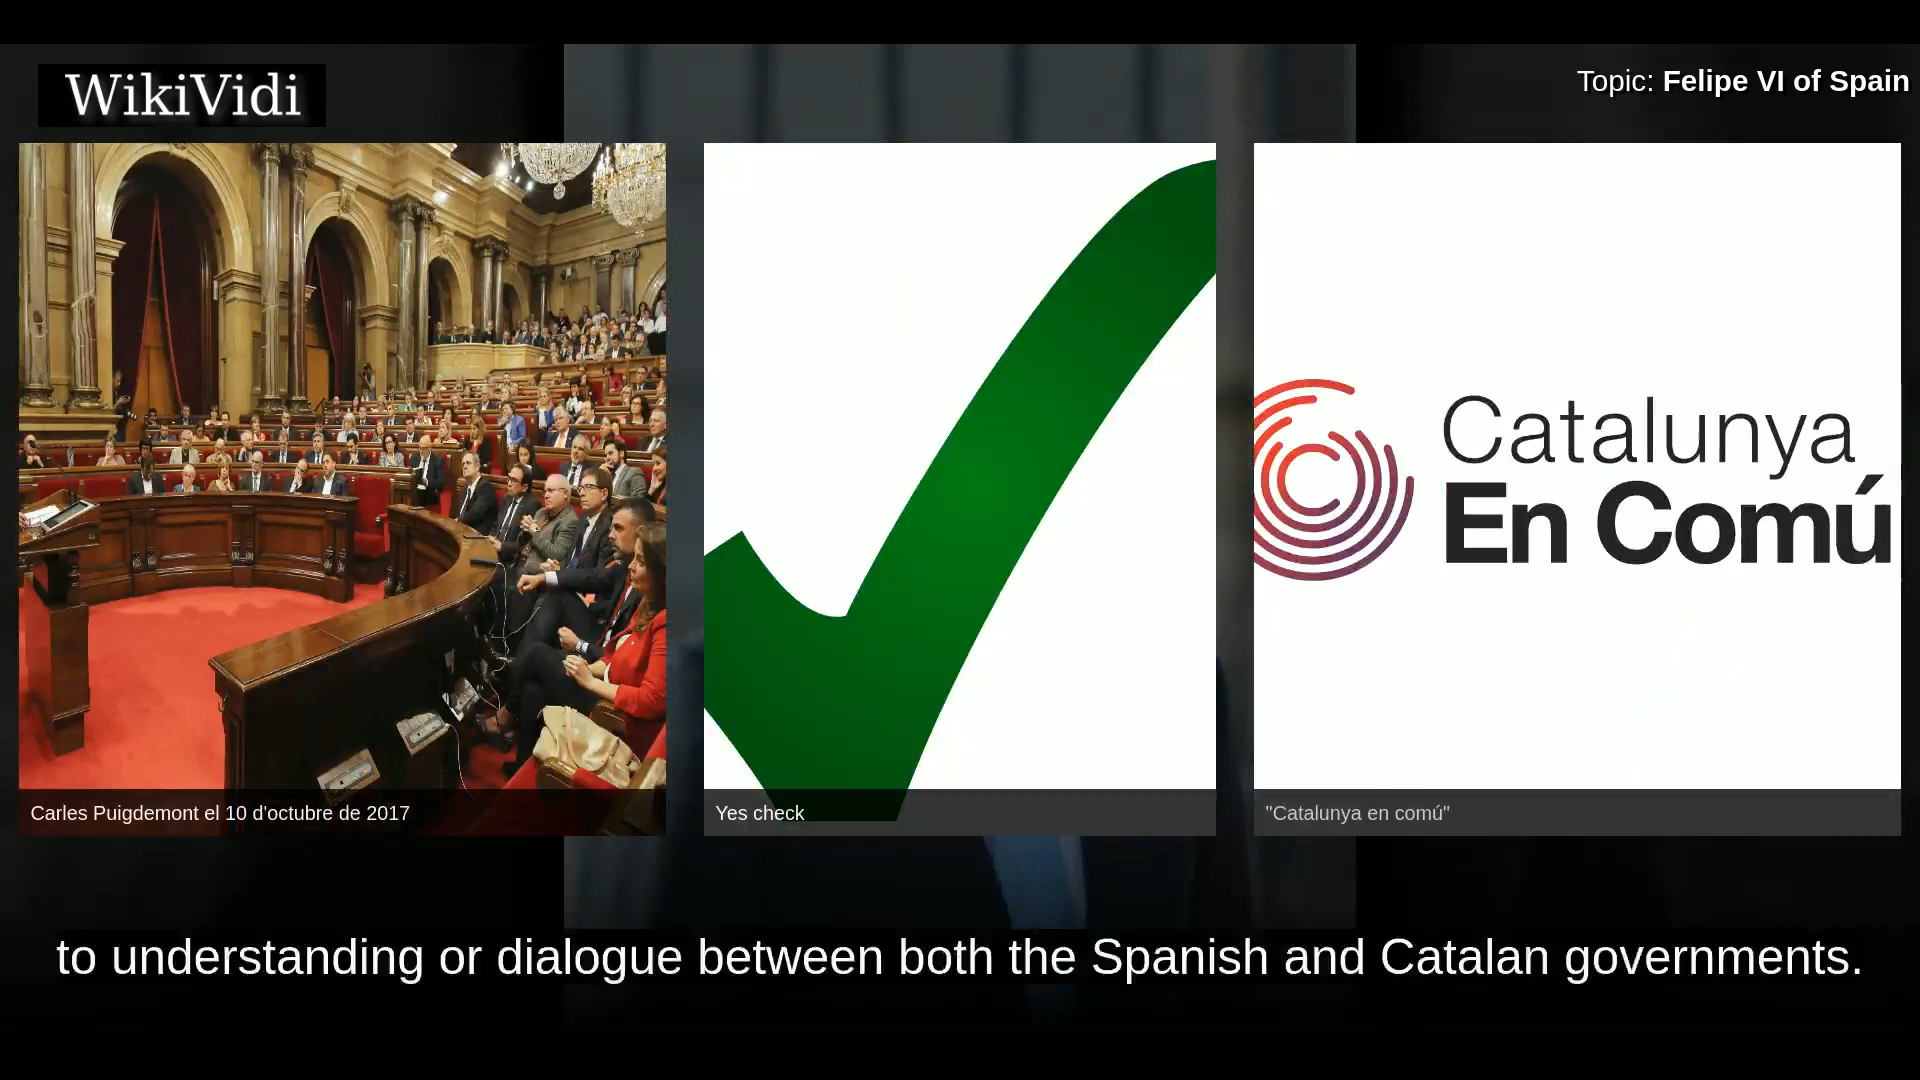 WikiVidi
Topic: Felipe VI of Spain
Catalunya
En Comú
Carles Puigdemont el 10 d'octubre de 2017
Yes check
"Catalunya en comú"
to understanding or dialogue between both the Spanish and Catalan governments.